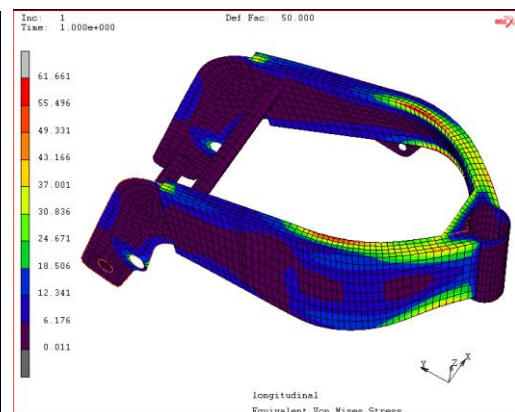 Inc: 1
Time: 1.000e+000
Def Fac: 50.000
MSC
61.661
55.496
49.331
43.166
37.001
30.836
24.671
18.506
12.341
6.176
0.011
Y
Z
X
longitudinal
Equivalent Von Mises Stress